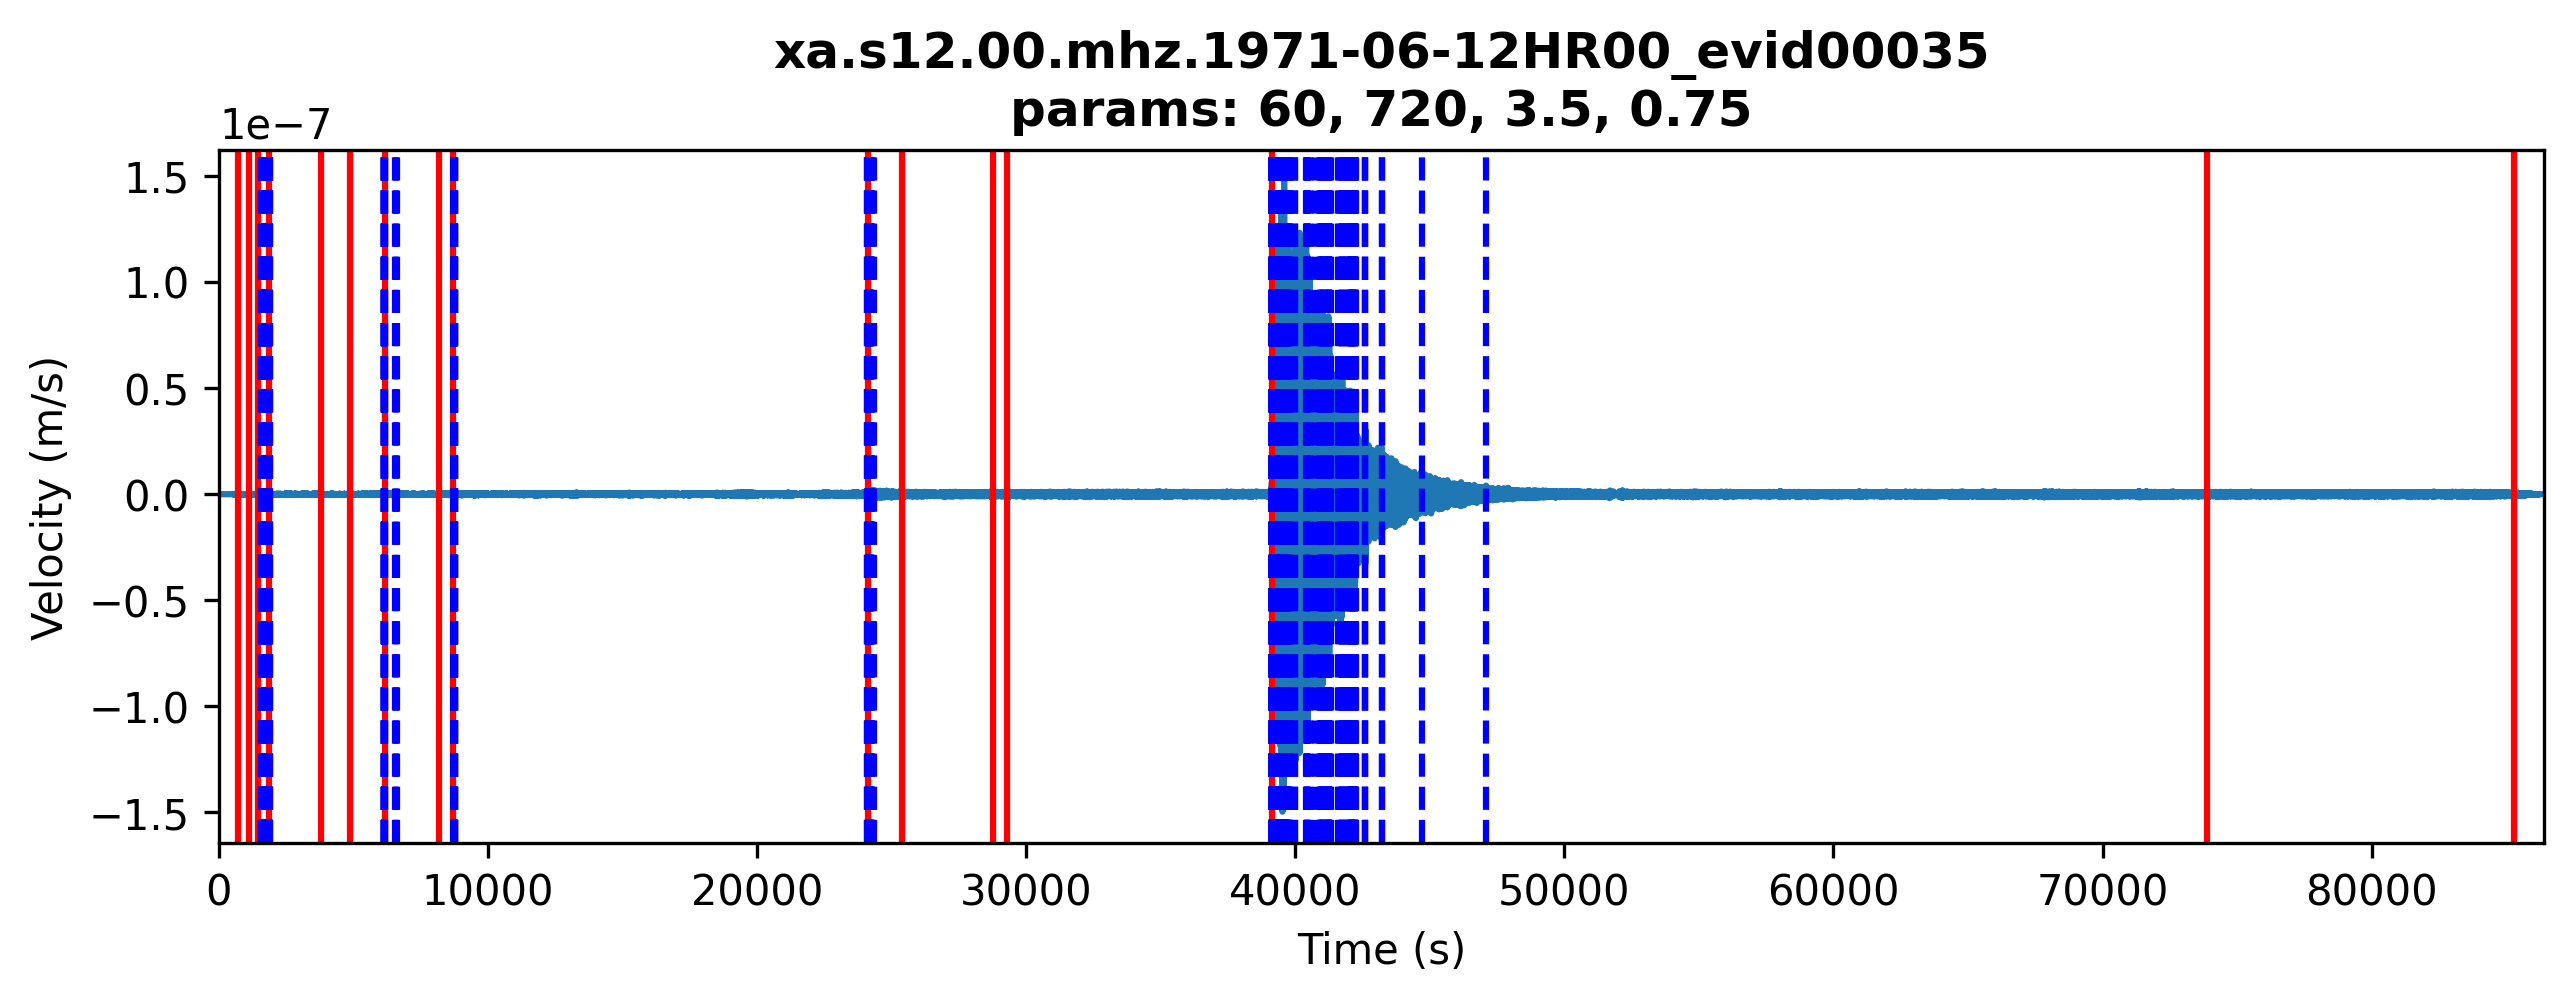 xa.s12.00.mhz.1971-06-12HR00_evid00035
params: 60, 720, 3.5, 0.75
1e−7
1.5
1.0
0.5
0.0
−0.5
−1.0
−1.5
Velocity (m/s)
0 10000 20000 30000 40000 50000 60000 70000 80000
Time (s)